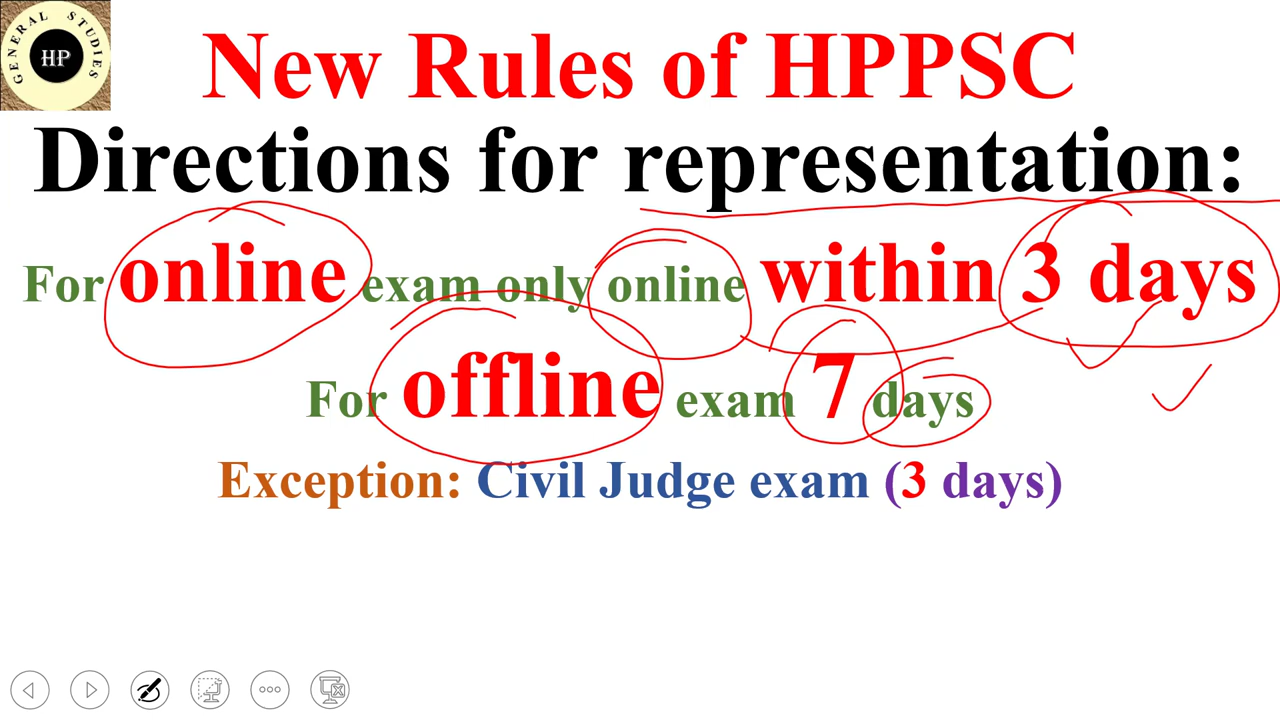 GENERAL STUDIES
HP
New Rules of HPPSC
Directions for representation:
For online exam only online within 3 days
For offline exam 7 days
Exception: Civil Judge exam (3 days)